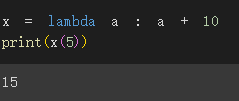 x = lambda a : a + 10
print(x(5))
15